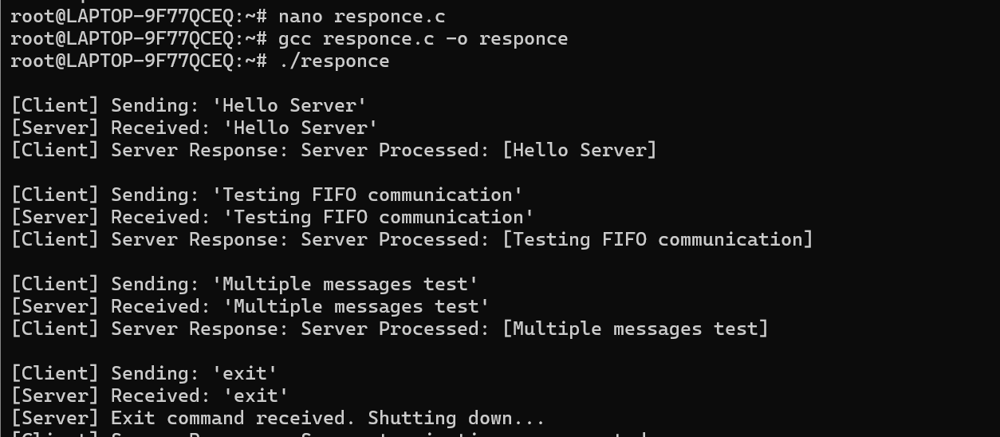 root@LAPTOP-9F77QCEQ:~# nano responce.c
root@LAPTOP-9F77QCEQ:~# gcc responce.c -o responce
root@LAPTOP-9F77QCEQ:~# ./responce
[Client] Sending: 'Hello Server'
[Server] Received: 'Hello Server'
[Client] Server Response: Server Processed: [Hello Server]
[Client] Sending: 'Testing FIFO communication'
[Server] Received: 'Testing FIFO communication'
[Client] Server Response: Server Processed: [Testing FIFO communication]
[Client] Sending: 'Multiple messages test'
[Server] Received: 'Multiple messages test'
[Client] Server Response: Server Processed: [Multiple messages test]
[Client] Sending: 'exit'
[Server] Received: 'exit'
[Server] Exit command received. Shutting down...